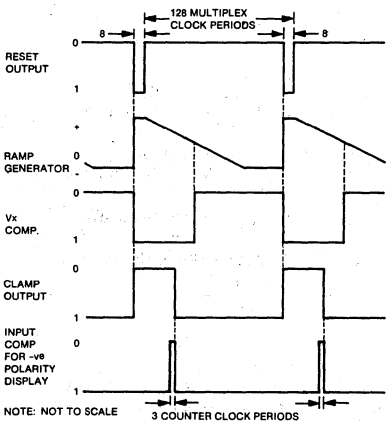 128 MULTIPLEX
CLOCK PERIODS
8
8
RESET
OUTPUT
0
1
RAMP
GENERATOR
+
0
-
Vx
COMP.
0
1
CLAMP
OUTPUT
0
1
INPUT
COMP
FOR -ve
POLARITY
DISPLAY
0
1
NOTE: NOT TO SCALE
3 COUNTER CLOCK PERIODS